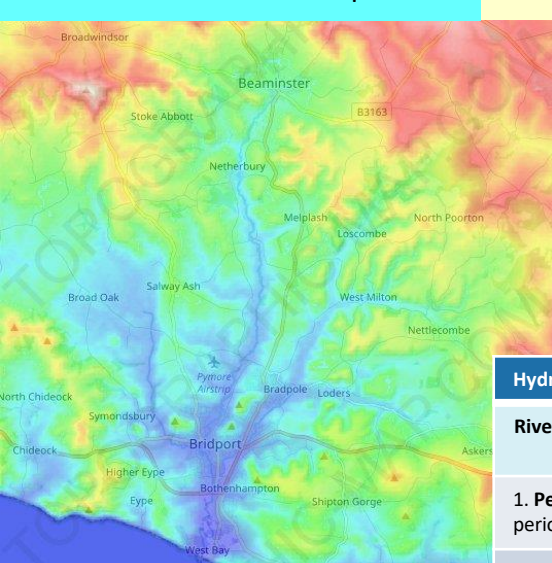 Broadwindsor
Beaminster
B3163
Stoke Abbott
Netherbury
Melplash
North Poorton
Loscombe
Salway Ash
Broad Oak
West Milton
Nettlecombe
Pymore
Airstrip
Hydr
Bradpole
Loders
North Chideock
Symondsbury
Rive
Bridport
Chideock
Askers
Higher Eype
Bothenhampton
Eype
Shipton Gorge
1. Pe
perio
West Bay